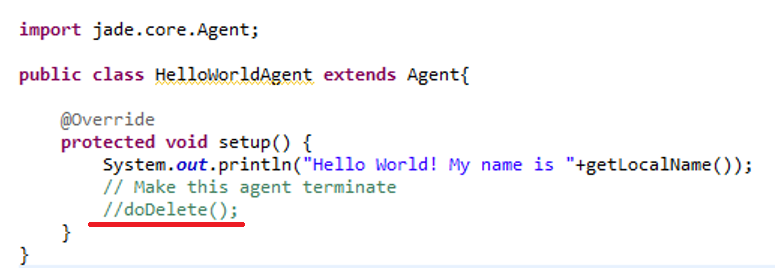 import jade.core.Agent;
public class HelloWorldAgent extends Agent{
@Override
protected void setup() {
System.out.println("Hello World! My name is "+getLocalName());
// Make this agent terminate
//doDelete();
}
}